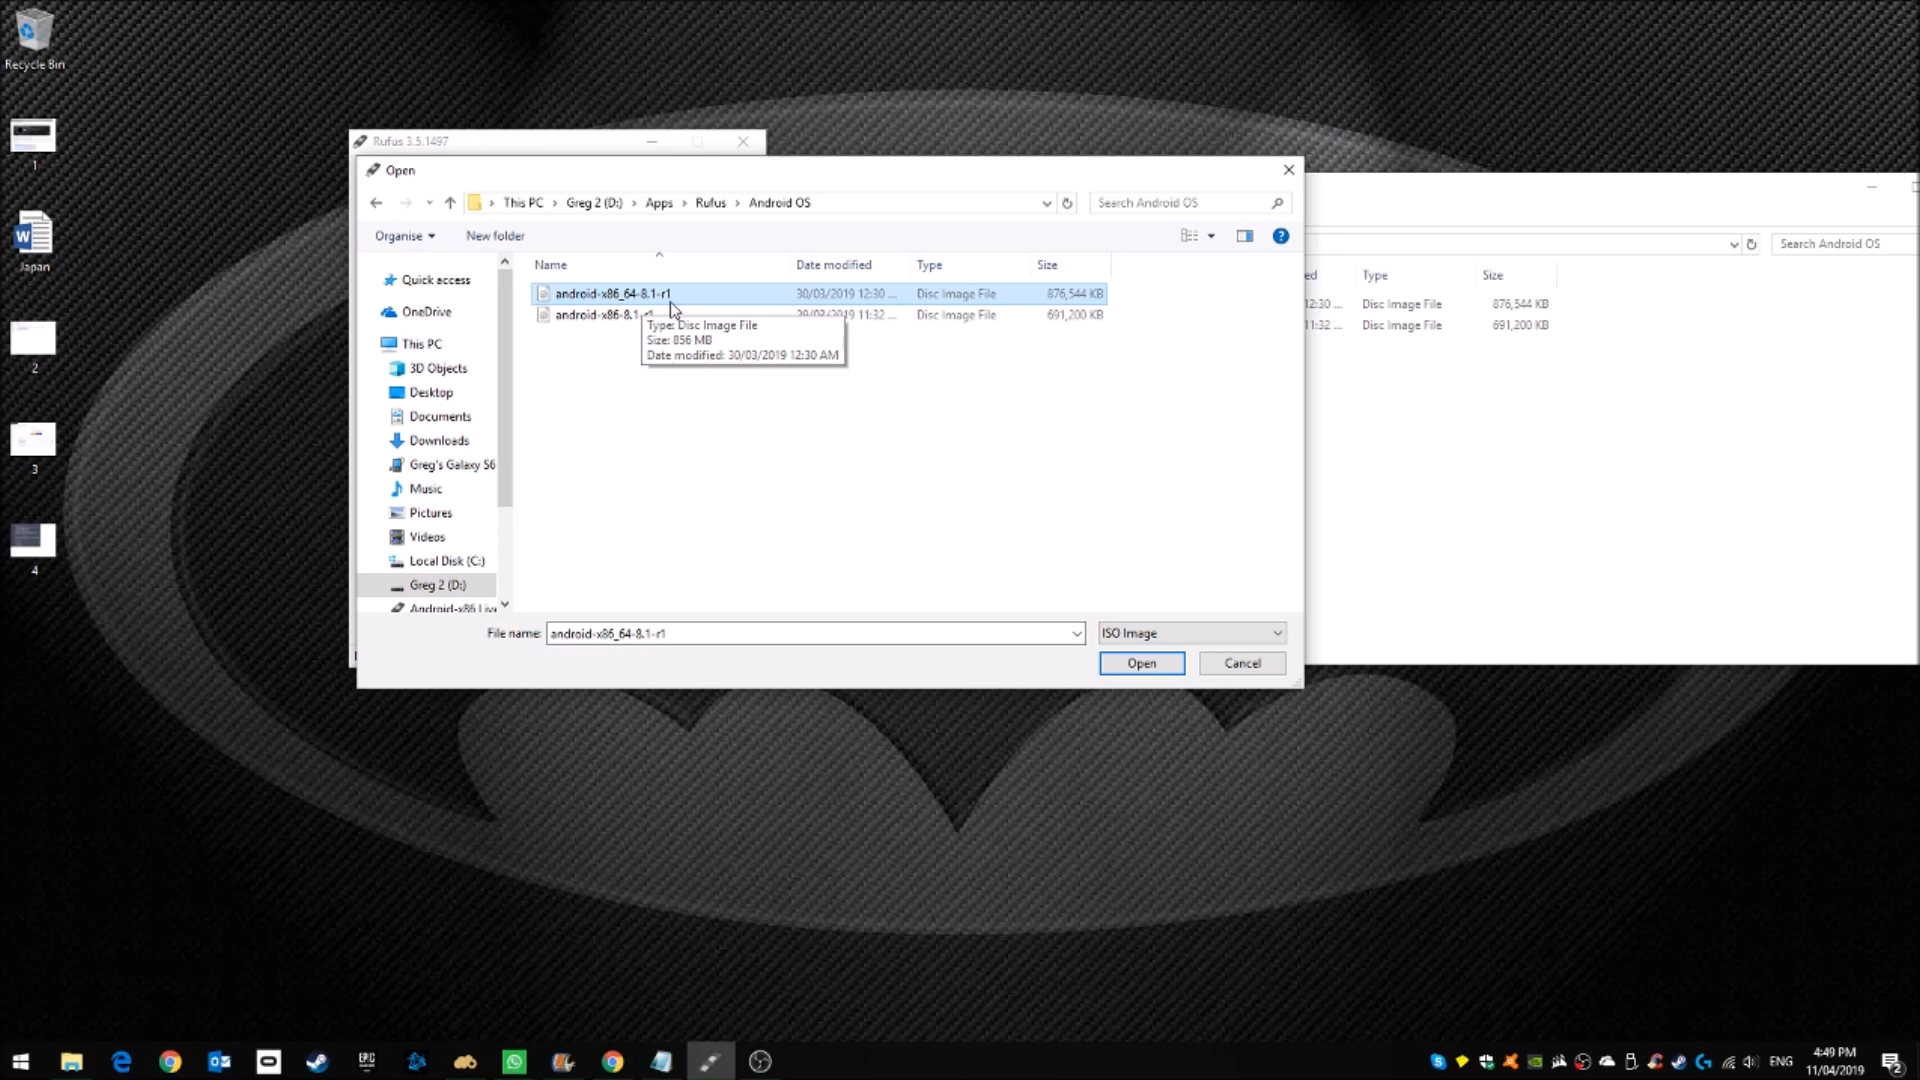 Recycle Bin
1
Japan
2
3
4
Rufus 3.5.1497
Open
This PC > Greg 2 (D:) > Apps > Rufus > Android OS
Search Android OS
Organise
New folder
Quick access
OneDrive
This PC
3D Objects
Desktop
Documents
Downloads
Greg's Galaxy S6
Music
Pictures
Videos
Local Disk (C:)
Greg 2 (D:)
Android-x86 Live
Name Date modified Type Size
android-x86_64-8.1-r1 30/03/2019 12:30 ... Disc Image File 876,544 KB
android-x86-8.1-r1 29/03/2019 11:32 ... Disc Image File 691,200 KB
Type: Disc Image File
Size: 856 MB
Date modified: 30/03/2019 12:30 AM
File name: android-x86_64-8.1-r1
ISO Image
Open Cancel
Search Android OS
ed Type Size
12:30 ... Disc Image File 876,544 KB
11:32 ... Disc Image File 691,200 KB
EPIC
ENG
4:49 PM
11/04/2019
2